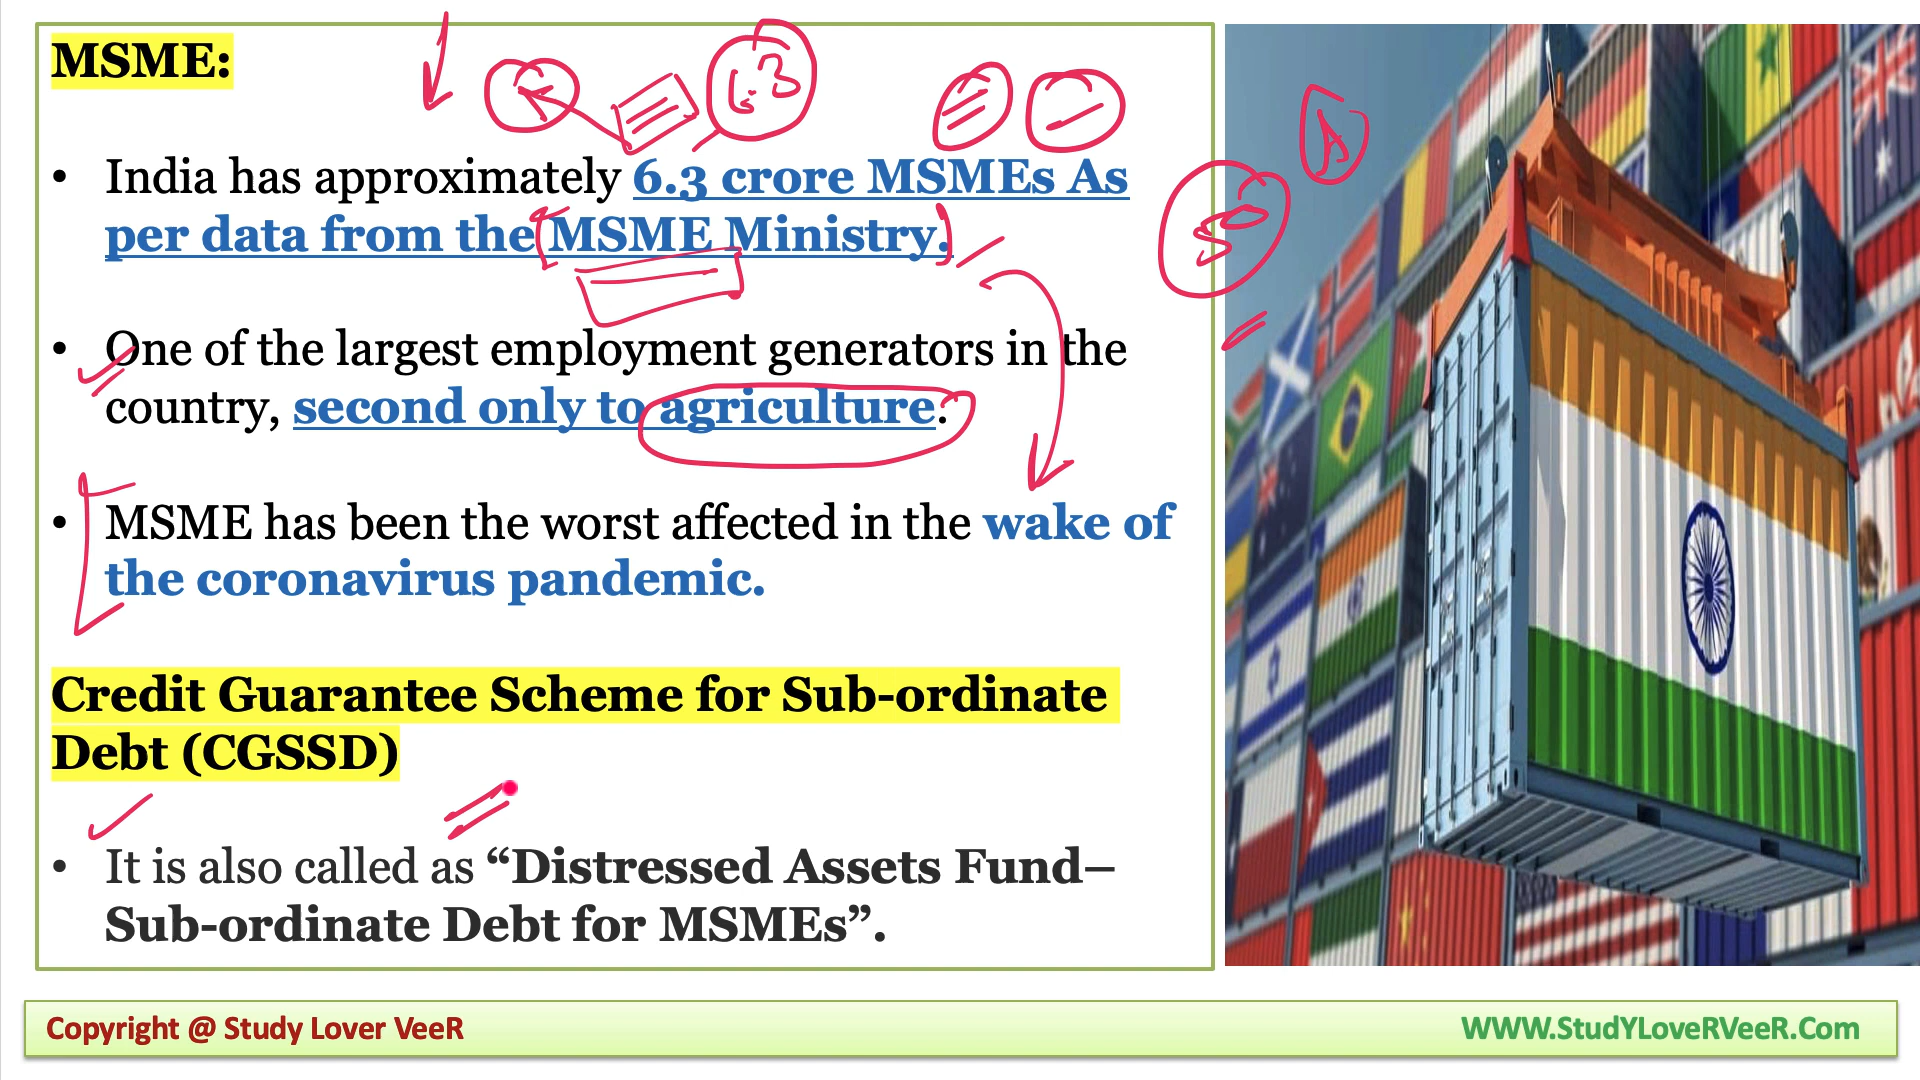 MSME:
• India has approximately 6.3 crore MSMEs As
per data from the MSME Ministry.
• One of the largest employment generators in the
country, second only to agriculture.
• MSME has been the worst affected in the wake of
the coronavirus pandemic.
Credit Guarantee Scheme for Sub-ordinate
Debt (CGSSD)
• It is also called as “Distressed Assets Fund–
Sub-ordinate Debt for MSMEs”.
A
Copyright @ Study Lover VeeR
WWW.StudYLoveRVeeR.Com